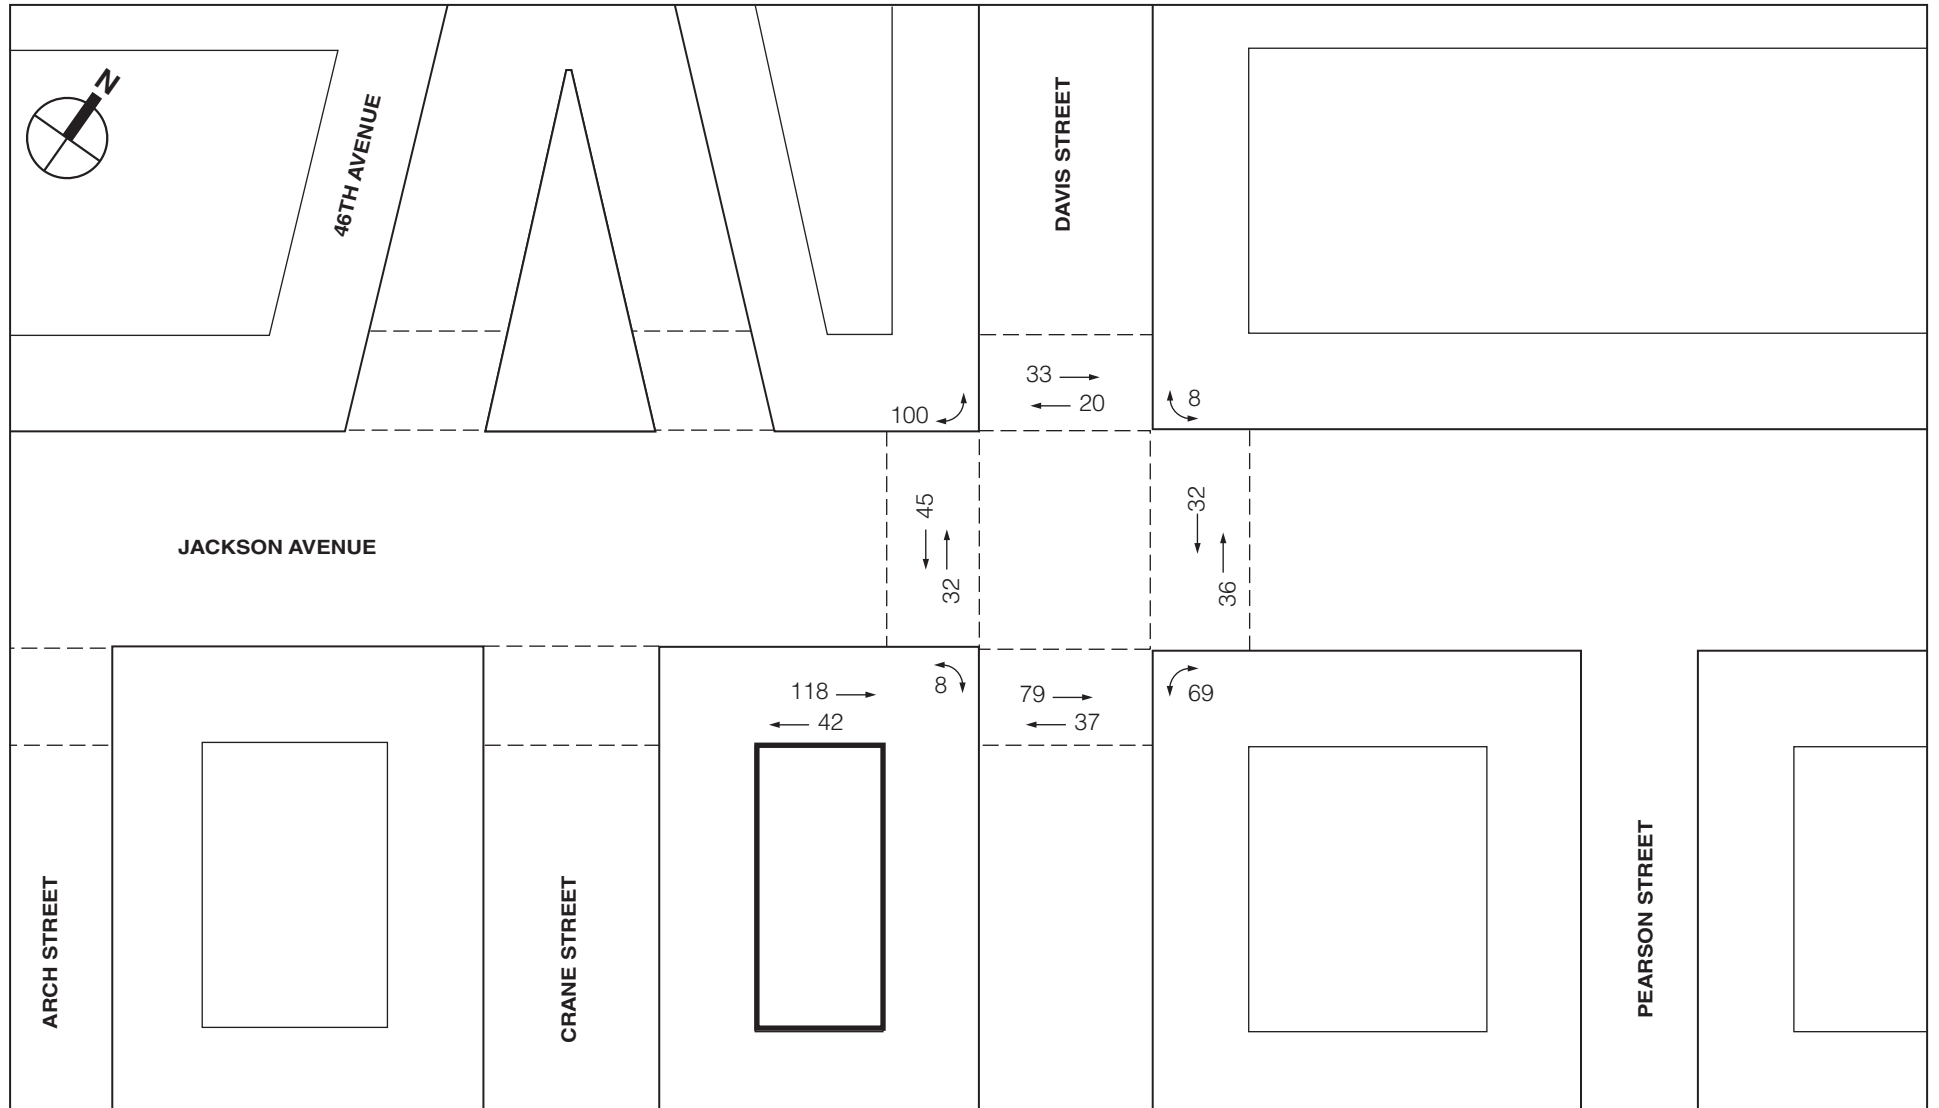 N
46TH AVENUE
DAVIS STREET
33
20
100
8
45
32
32
36
JACKSON AVENUE
118
42
8
79
37
69
ARCH STREET
CRANE STREET
PEARSON STREET